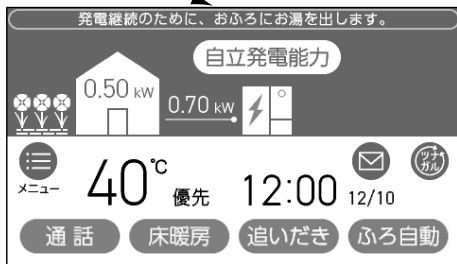 発電継続のために、おふろにお湯を出します。
自立発電能力
0.50 kW
0.70 kW
メニュー
40℃
優先
12:00
12/10
ツナガル
通話
床暖房
追いだき
ふろ自動